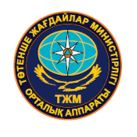 ТӨТЕНШЕ ЖАҒДАЙЛАР МИНИСТРЛІГІ
ТЖМ
ОРТАЛЫҚ АППАРАТЫ